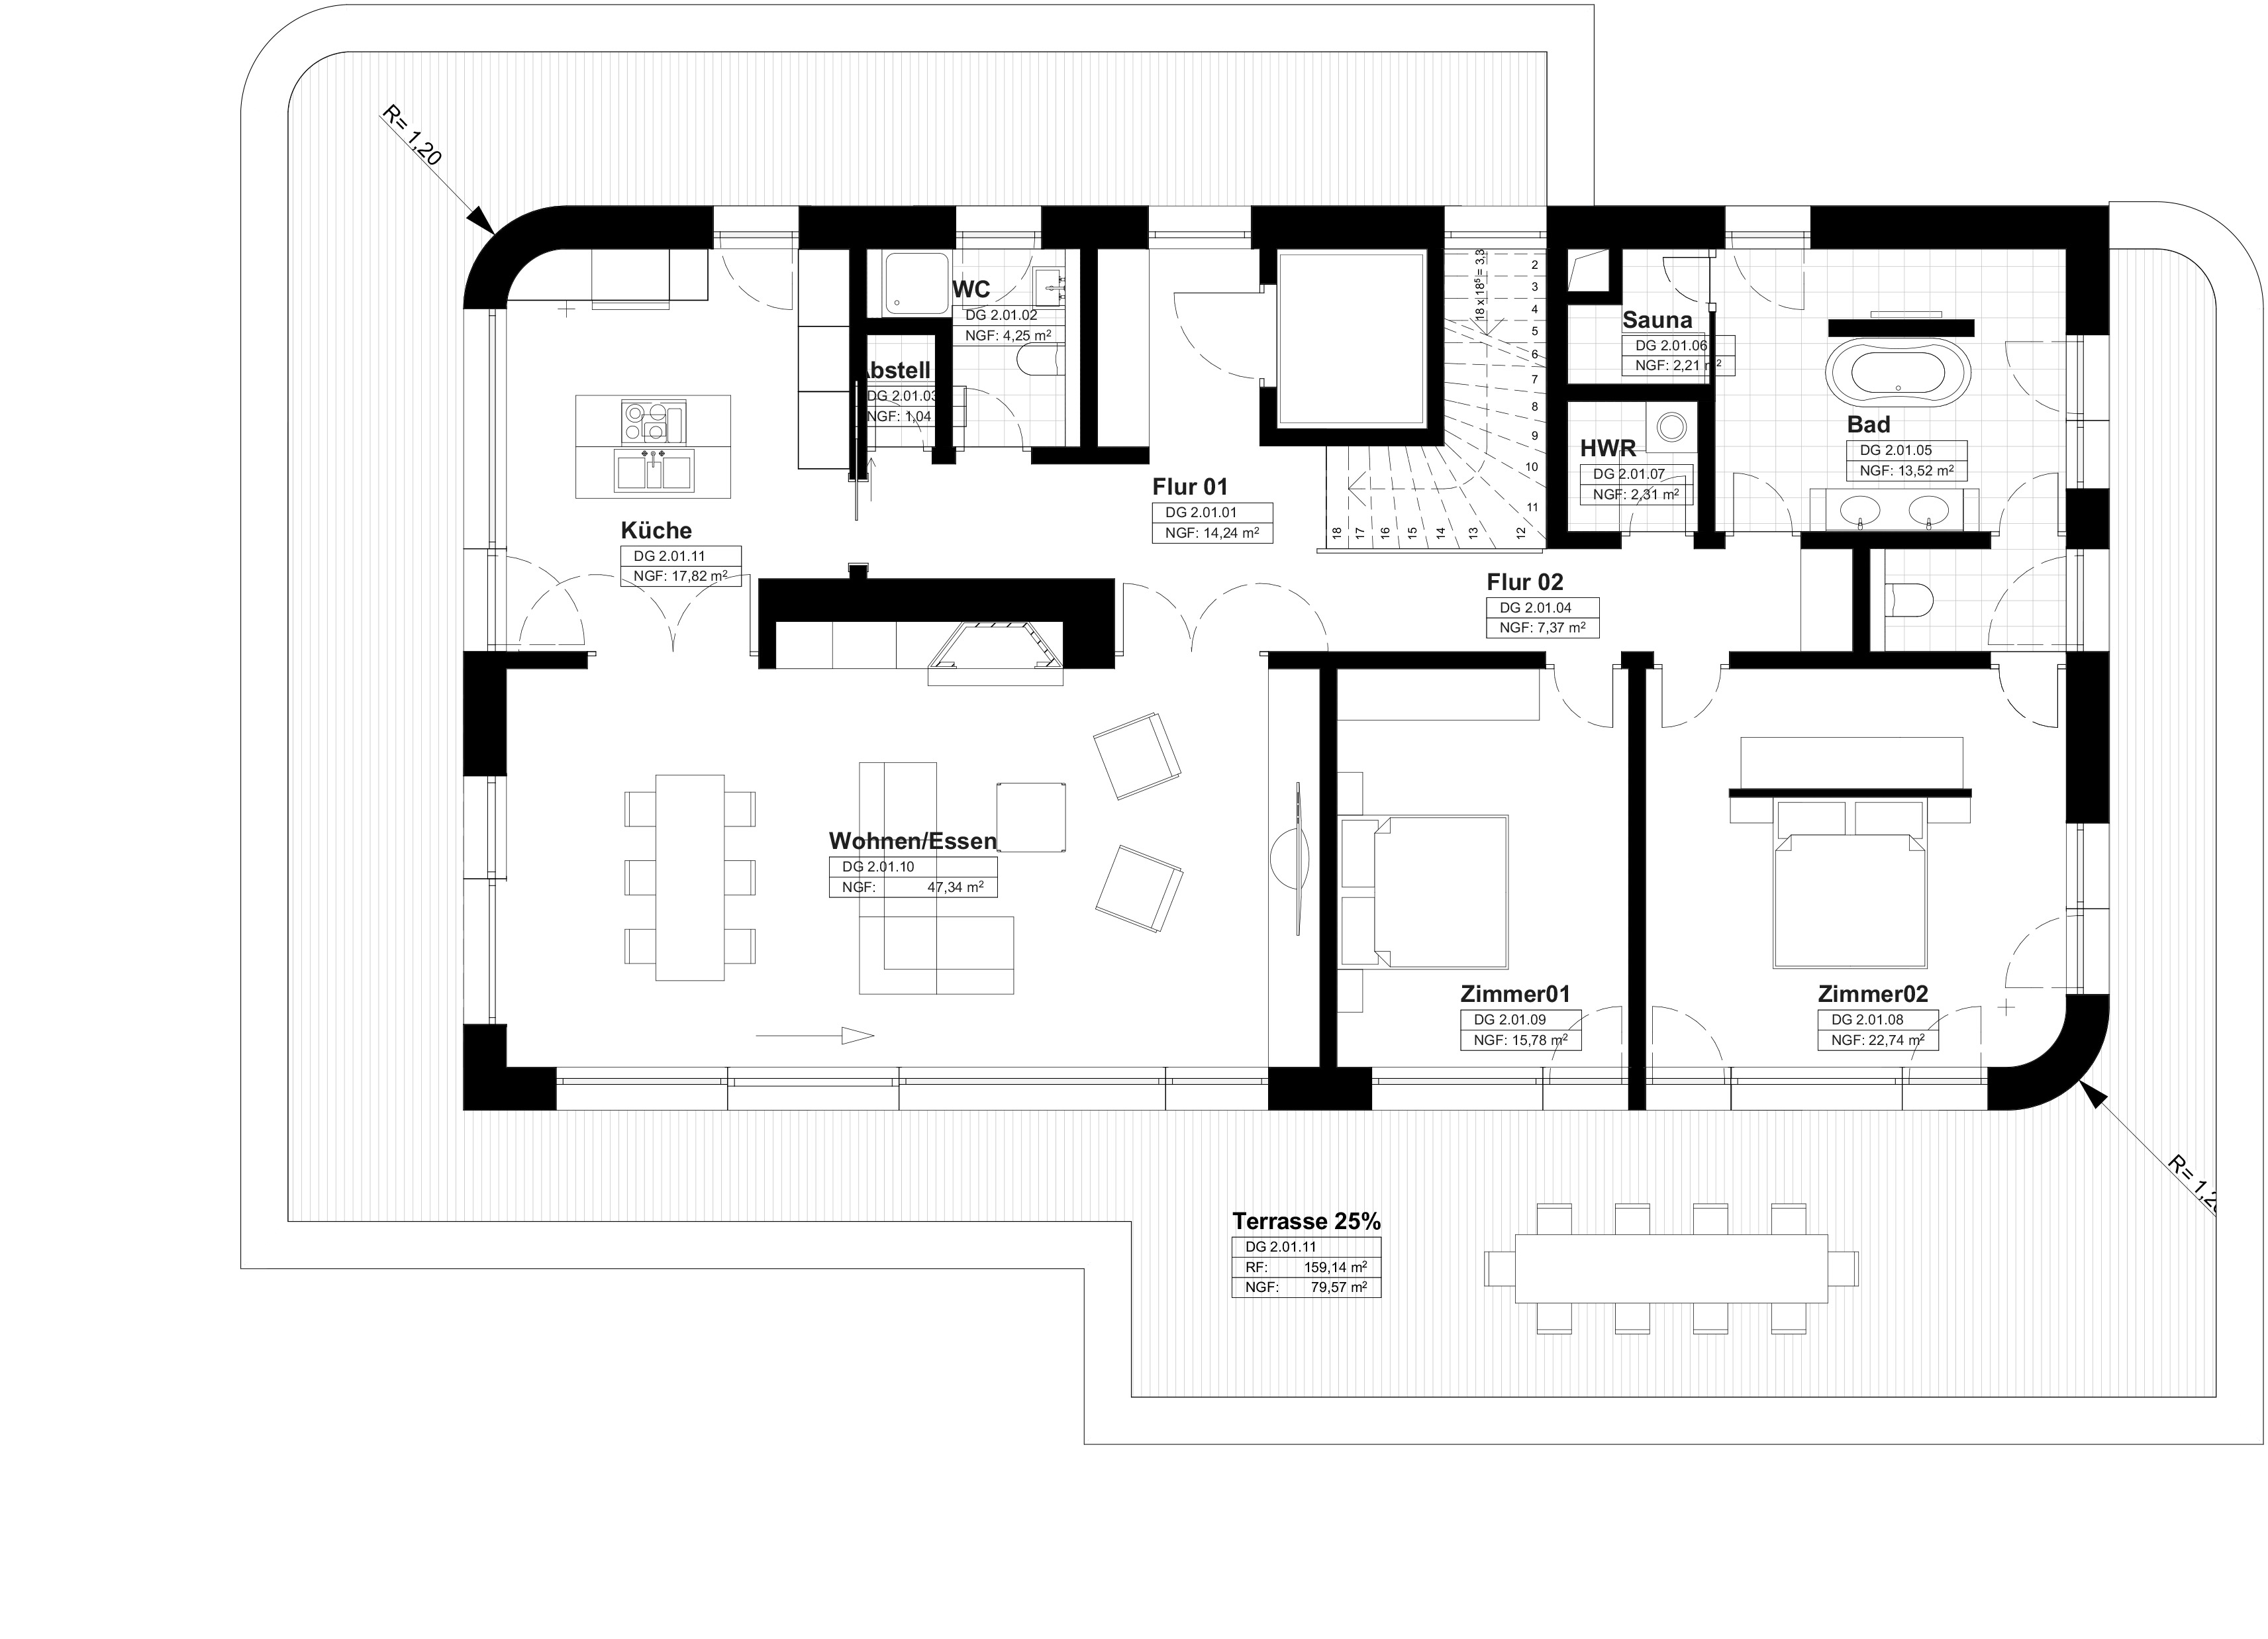 R= 1,20
WC
DG 2.01.02
NGF: 4,25 m²
18 x 18⁵ = 3,3
2
3
4
5
6
7
8
9
10
11
12
13
14
15
16
17
18
Sauna
DG 2.01.06
NGF: 2,21 m²
Abstell
DG 2.01.03
NGF: 1,04
Bad
DG 2.01.05
NGF: 13,52 m²
HWR
DG 2.01.07
NGF: 2,31 m²
Flur 01
DG 2.01.01
NGF: 14,24 m²
Küche
DG 2.01.11
NGF: 17,82 m²
Flur 02
DG 2.01.04
NGF: 7,37 m²
Wohnen/Essen
DG 2.01.10
NGF: 47,34 m²
Zimmer01
DG 2.01.09
NGF: 15,78 m²
Zimmer02
DG 2.01.08
NGF: 22,74 m²
R= 1,2
Terrasse 25%
DG 2.01.11
RF: 159,14 m²
NGF: 79,57 m²